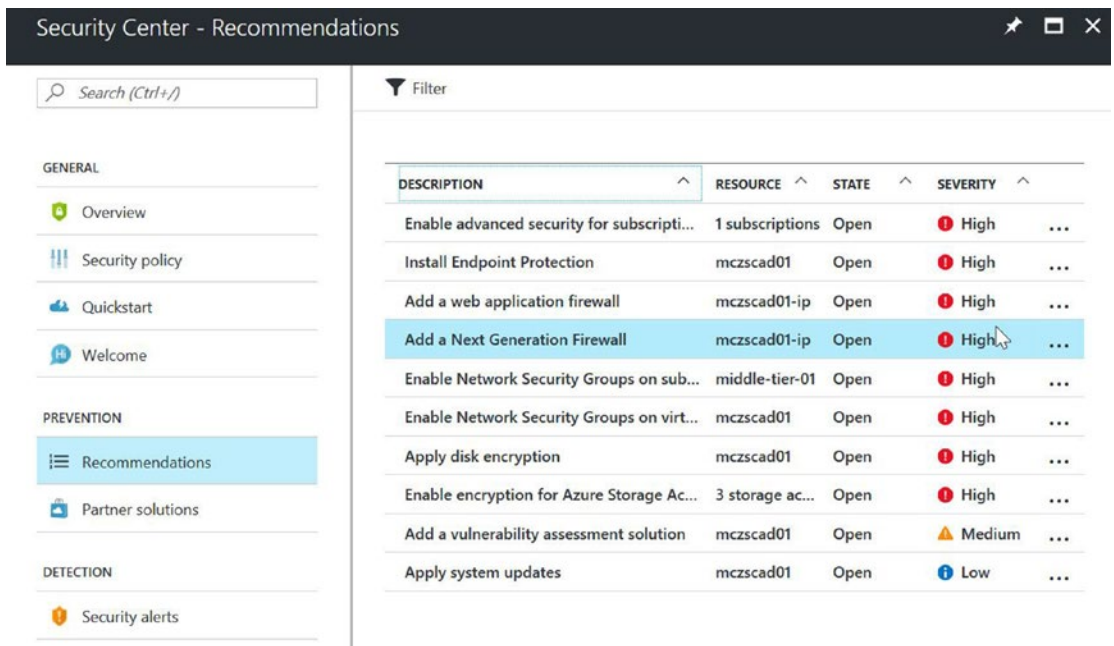 Security Center - Recommendations
Search (Ctrl+/)
Filter
GENERAL
Overview
Security policy
Quickstart
Hi
Welcome
PREVENTION
Recommendations
Partner solutions
DETECTION
Security alerts
DESCRIPTION RESOURCE STATE SEVERITY
Enable advanced security for subscripti... 1 subscriptions Open High ...
Install Endpoint Protection mczscad01 Open High ...
Add a web application firewall mczscad01-ip Open High ...
Add a Next Generation Firewall mczscad01-ip Open High ...
Enable Network Security Groups on sub... middle-tier-01 Open High ...
Enable Network Security Groups on virt... mczscad01 Open High ...
Apply disk encryption mczscad01 Open High ...
Enable encryption for Azure Storage Ac... 3 storage ac... Open High ...
Add a vulnerability assessment solution mczscad01 Open Medium ...
Apply system updates mczscad01 Open Low ...